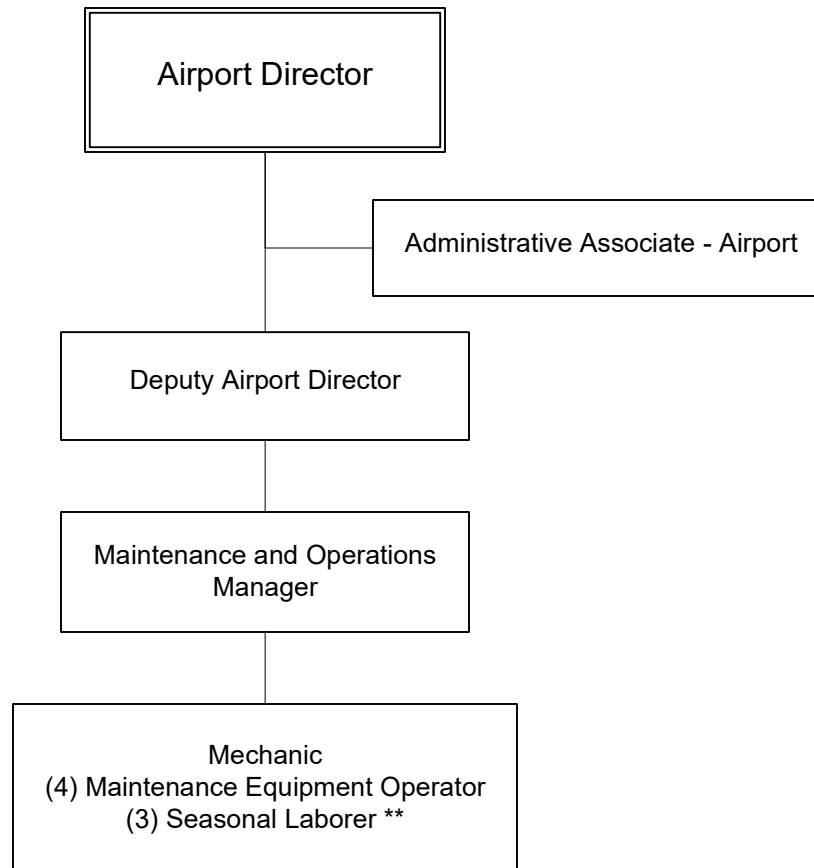 Airport Director
Administrative Associate - Airport
Deputy Airport Director
Maintenance and Operations
Manager
Mechanic
(4) Maintenance Equipment Operator
(3) Seasonal Laborer **